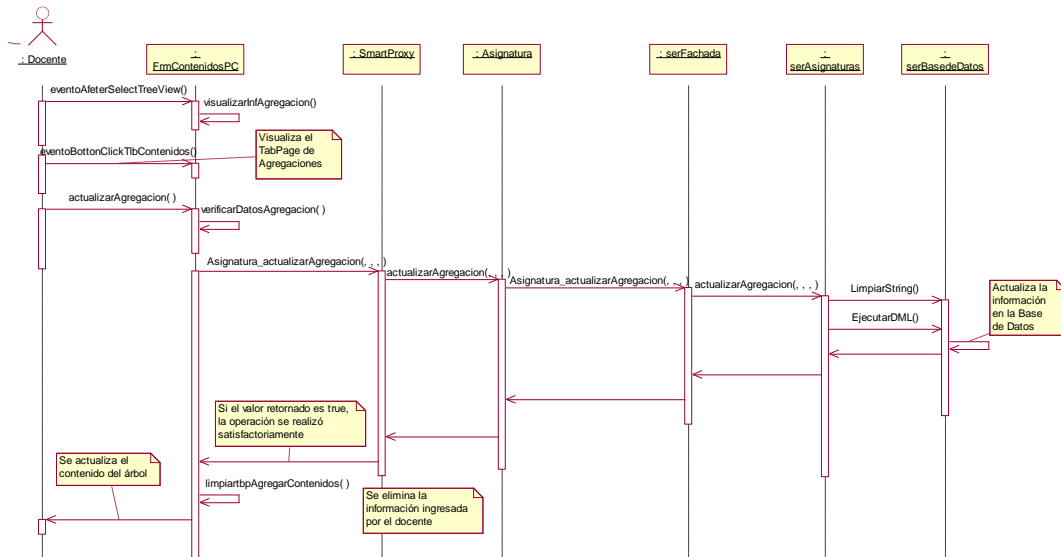 : Docente
:
FrmContenidosPC
: SmartProxy
: Asignatura
: serFachada
:
serAsignaturas
:
serBasedeDatos
eventoAfeterSelectTreeView()
visualizarInfAgregacion()
eventoBottonClickTlbContenidos()
Visualiza el
TabPage de
Agregaciones
actualizarAgregacion( )
verificarDatosAgregacion( )
Asignatura_actualizarAgregacion(, , , )
actualizarAgregacion(, , , )
Asignatura_actualizarAgregacion(, , , )
actualizarAgregacion(, , , )
LimpiarString()
EjecutarDML()
Actualiza la
información
en la Base
de Datos
Si el valor retornado es true,
la operación se realizó
satisfactoriamente
Se actualiza el
contenido del árbol
limpiartbpAgregarContenidos( )
Se elimina la
información ingresada
por el docente